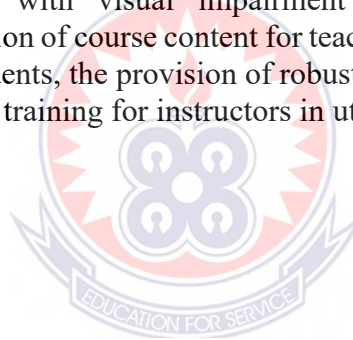 with visual impairment
ion of course content for teac
ents, the provision of robust
training for instructors in ut
EDUCATION FOR SERVICE